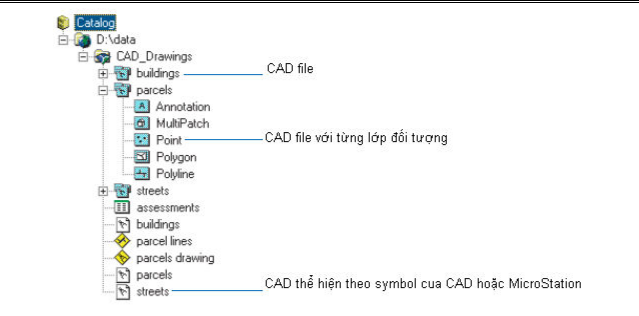 Catalog
D:\data
CAD_Drawings
buildings
CAD file
parcels
Annotation
MultiPatch
Point
CAD file với từng lớp đối tượng
Polygon
Polyline
streets
assessments
buildings
parcel lines
parcels drawing
parcels
streets
CAD thể hiện theo symbol cua CAD hoặc MicroStation